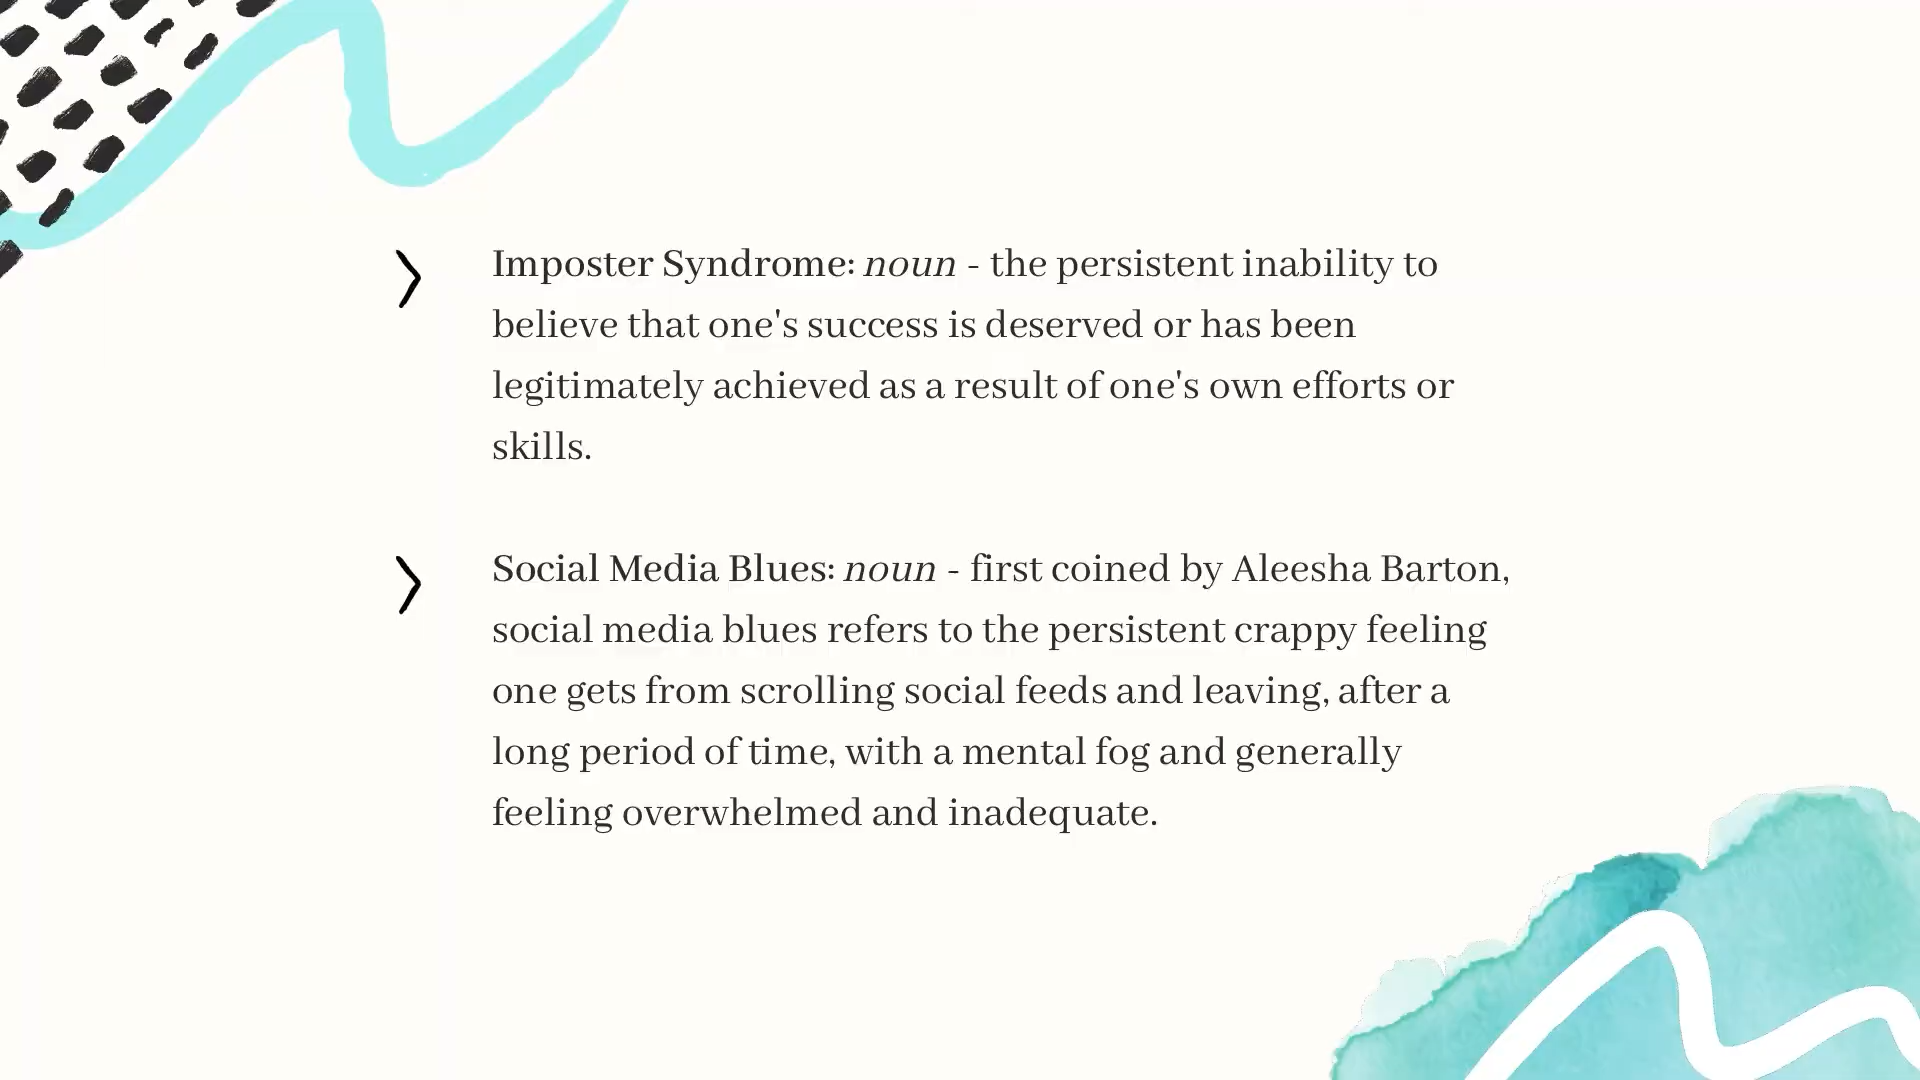 Imposter Syndrome: noun - the persistent inability to
believe that one's success is deserved or has been
legitimately achieved as a result of one's own efforts or
skills.
Social Media Blues: noun - first coined by Aleesha Barton,
social media blues refers to the persistent crappy feeling
one gets from scrolling social feeds and leaving, after a
long period of time, with a mental fog and generally
feeling overwhelmed and inadequate.